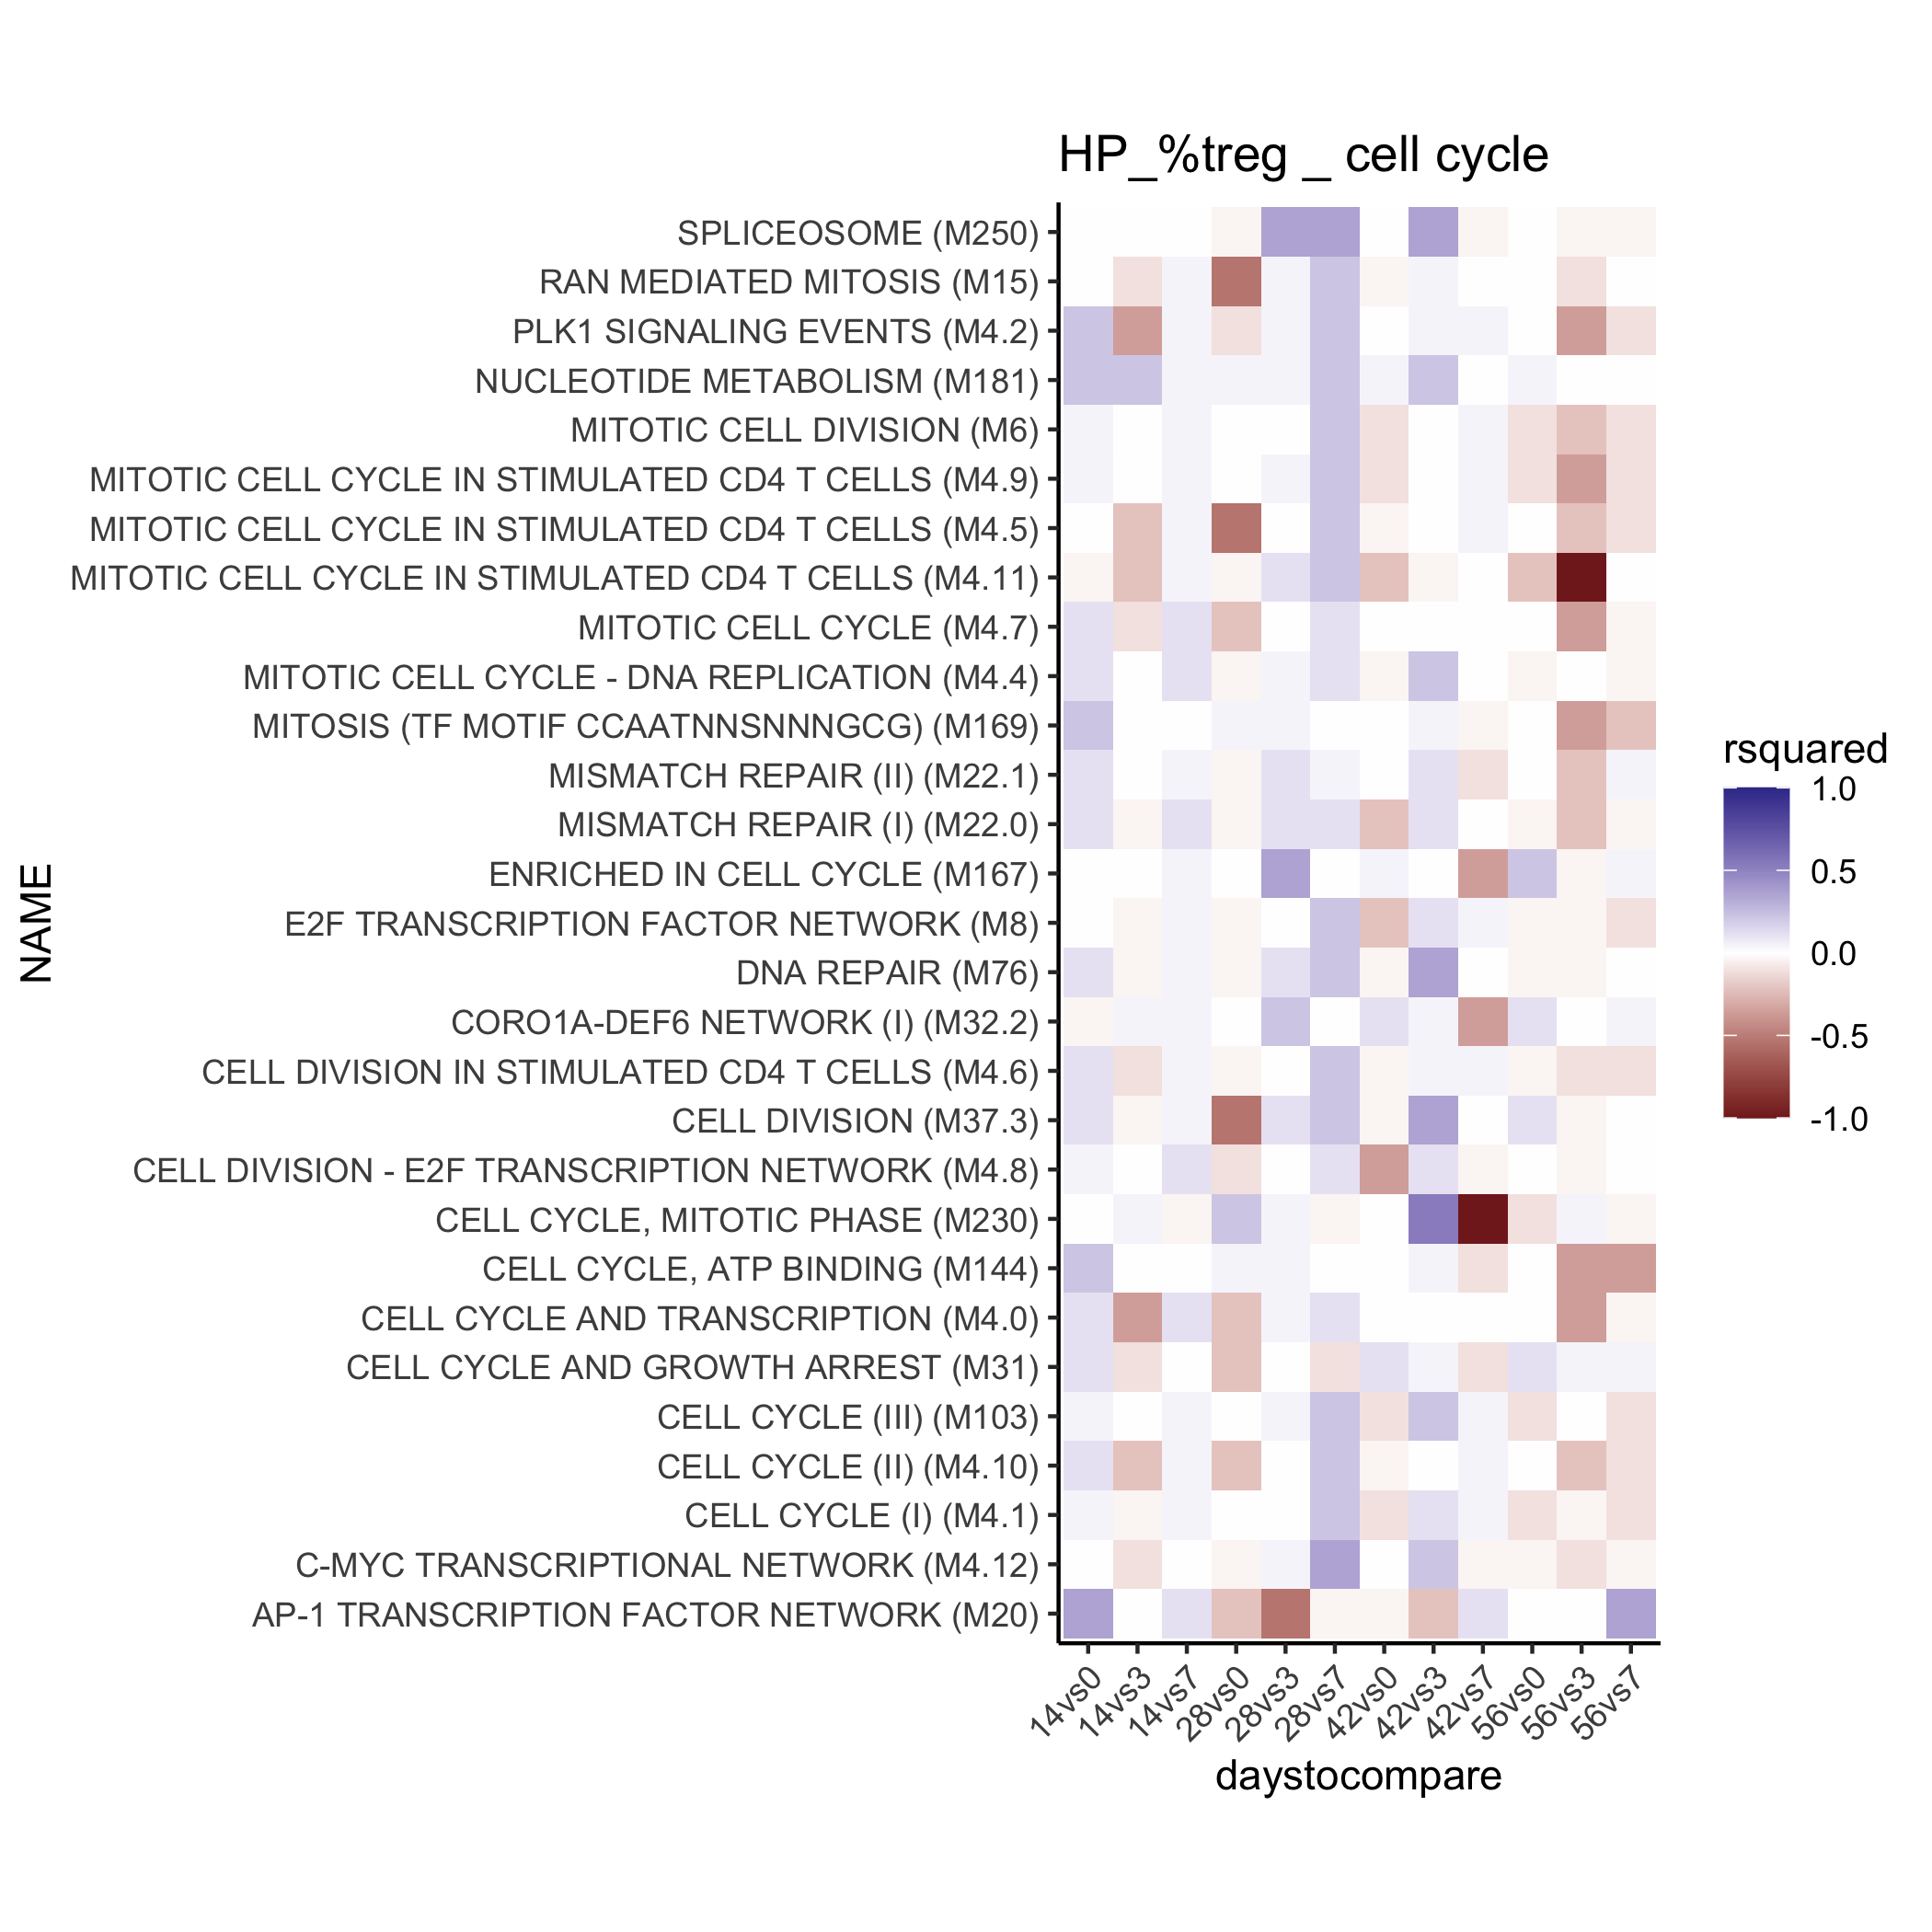 HP_%treg _ cell cycle
SPLICEOSOME (M250)
RAN MEDIATED MITOSIS (M15)
PLK1 SIGNALING EVENTS (M4.2)
NUCLEOTIDE METABOLISM (M181)
MITOTIC CELL DIVISION (M6)
MITOTIC CELL CYCLE IN STIMULATED CD4 T CELLS (M4.9)
MITOTIC CELL CYCLE IN STIMULATED CD4 T CELLS (M4.5)
MITOTIC CELL CYCLE IN STIMULATED CD4 T CELLS (M4.11)
MITOTIC CELL CYCLE (M4.7)
MITOTIC CELL CYCLE - DNA REPLICATION (M4.4)
MITOSIS (TF MOTIF CCAATNNSNNNGCG) (M169)
MISMATCH REPAIR (II) (M22.1)
MISMATCH REPAIR (I) (M22.0)
ENRICHED IN CELL CYCLE (M167)
E2F TRANSCRIPTION FACTOR NETWORK (M8)
DNA REPAIR (M76)
CORO1A-DEF6 NETWORK (I) (M32.2)
CELL DIVISION IN STIMULATED CD4 T CELLS (M4.6)
CELL DIVISION (M37.3)
CELL DIVISION - E2F TRANSCRIPTION NETWORK (M4.8)
CELL CYCLE, MITOTIC PHASE (M230)
CELL CYCLE, ATP BINDING (M144)
CELL CYCLE AND TRANSCRIPTION (M4.0)
CELL CYCLE AND GROWTH ARREST (M31)
CELL CYCLE (III) (M103)
CELL CYCLE (II) (M4.10)
CELL CYCLE (I) (M4.1)
C-MYC TRANSCRIPTIONAL NETWORK (M4.12)
AP-1 TRANSCRIPTION FACTOR NETWORK (M20)
NAME
14vs0
14vs3
14vs7
28vs0
28vs3
28vs7
42vs0
42vs3
42vs7
56vs0
56vs3
56vs7
daystocompare
rsquared
1.0
0.5
0.0
-0.5
-1.0